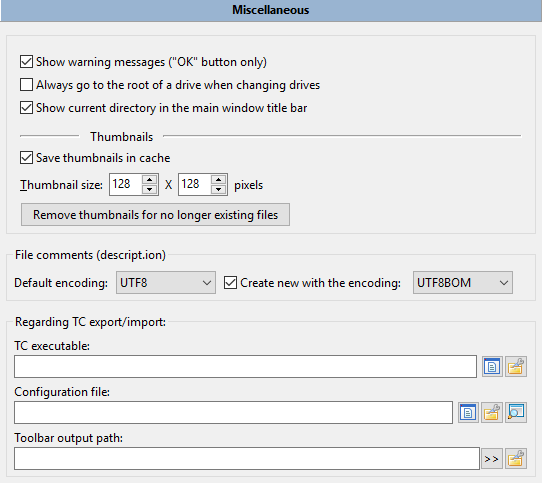 Miscellaneous
Show warning messages ("OK" button only)
Always go to the root of a drive when changing drives
Show current directory in the main window title bar
Thumbnails
Save thumbnails in cache
Thumbnail size: 128 X 128 pixels
Remove thumbnails for no longer existing files
File comments (descript.ion)
Default encoding: UTF8 Create new with the encoding: UTF8BOM
Regarding TC export/import:
TC executable:
Configuration file:
Toolbar output path:
>>